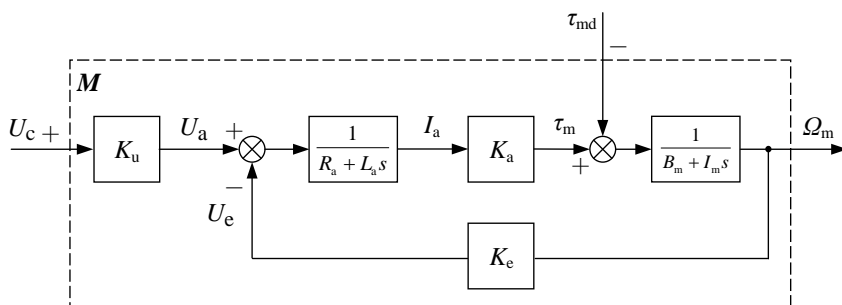 τmd
−
M
Uc +
Ku
Ua
+
−
Ue
1
Ra + Las
Ia
Ka
τm
+
1
Bm + Ims
Ωm
Ke